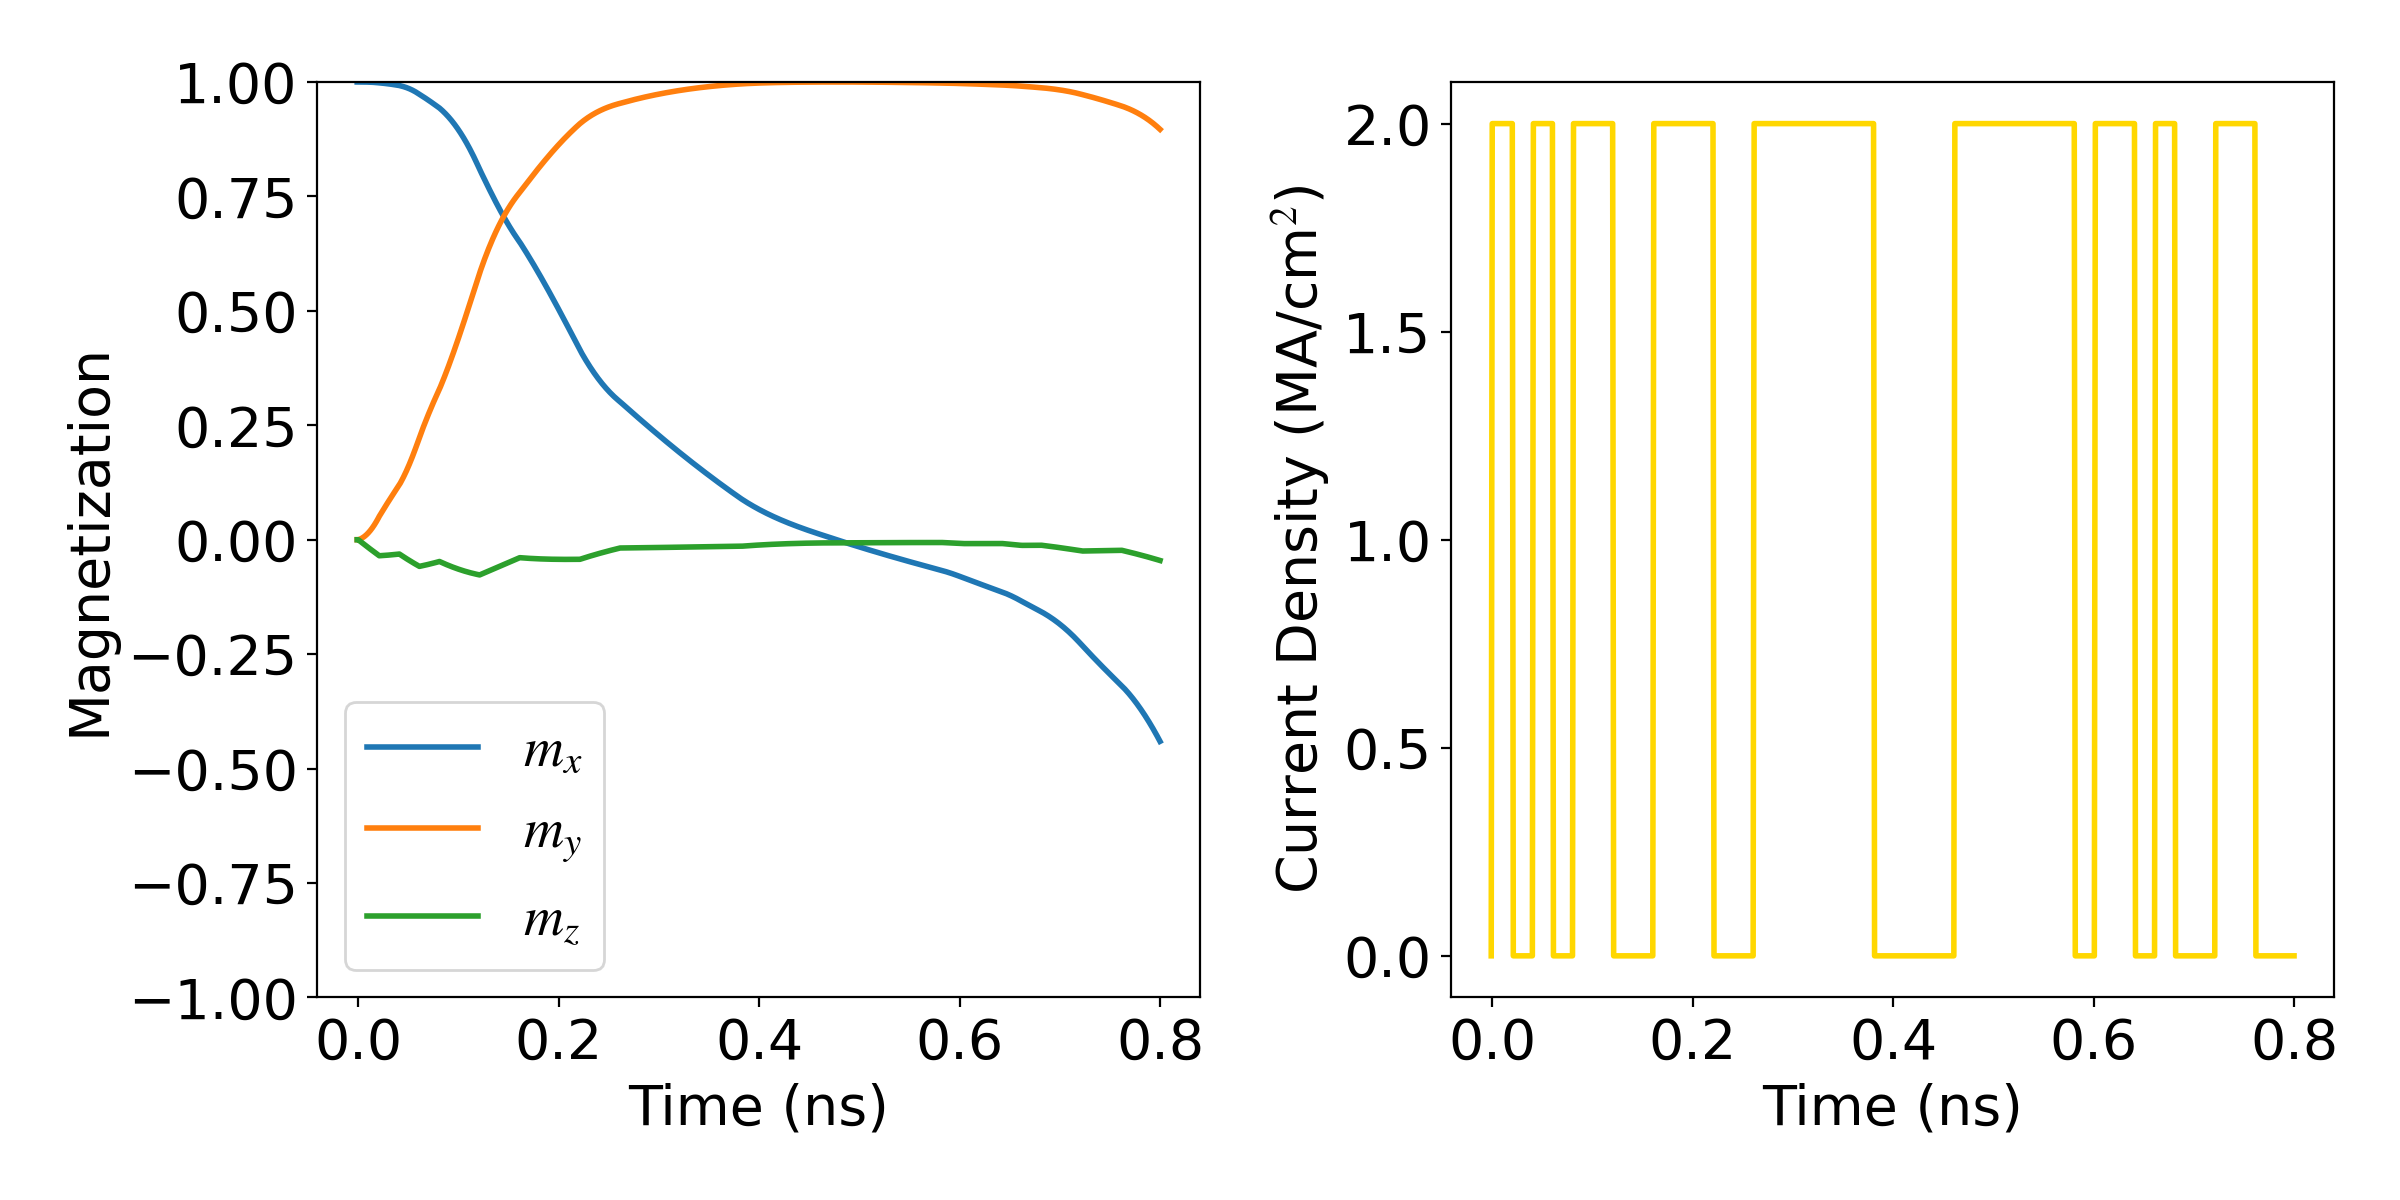 Magnetization
1.00
0.75
0.50
0.25
0.00
−0.25
−0.50
−0.75
−1.00
m_x
m_y
m_z
0.0 0.2 0.4 0.6 0.8
Time (ns)
Current Density (MA/cm²)
2.0
1.5
1.0
0.5
0.0
0.0 0.2 0.4 0.6 0.8
Time (ns)